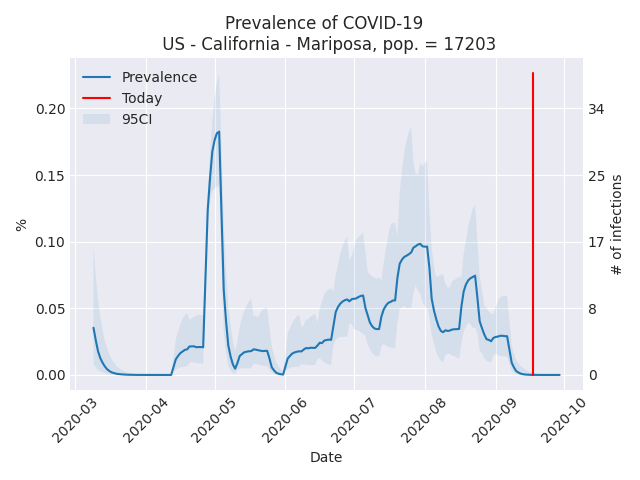 Prevalence of COVID-19
US - California - Mariposa, pop. = 17203
Prevalence
Today
95CI
0.20
0.15
0.10
0.05
0.00
%
34
25
17
8
0
# of infections
2020-03
2020-04
2020-05
2020-06
2020-07
2020-08
2020-09
2020-10
Date